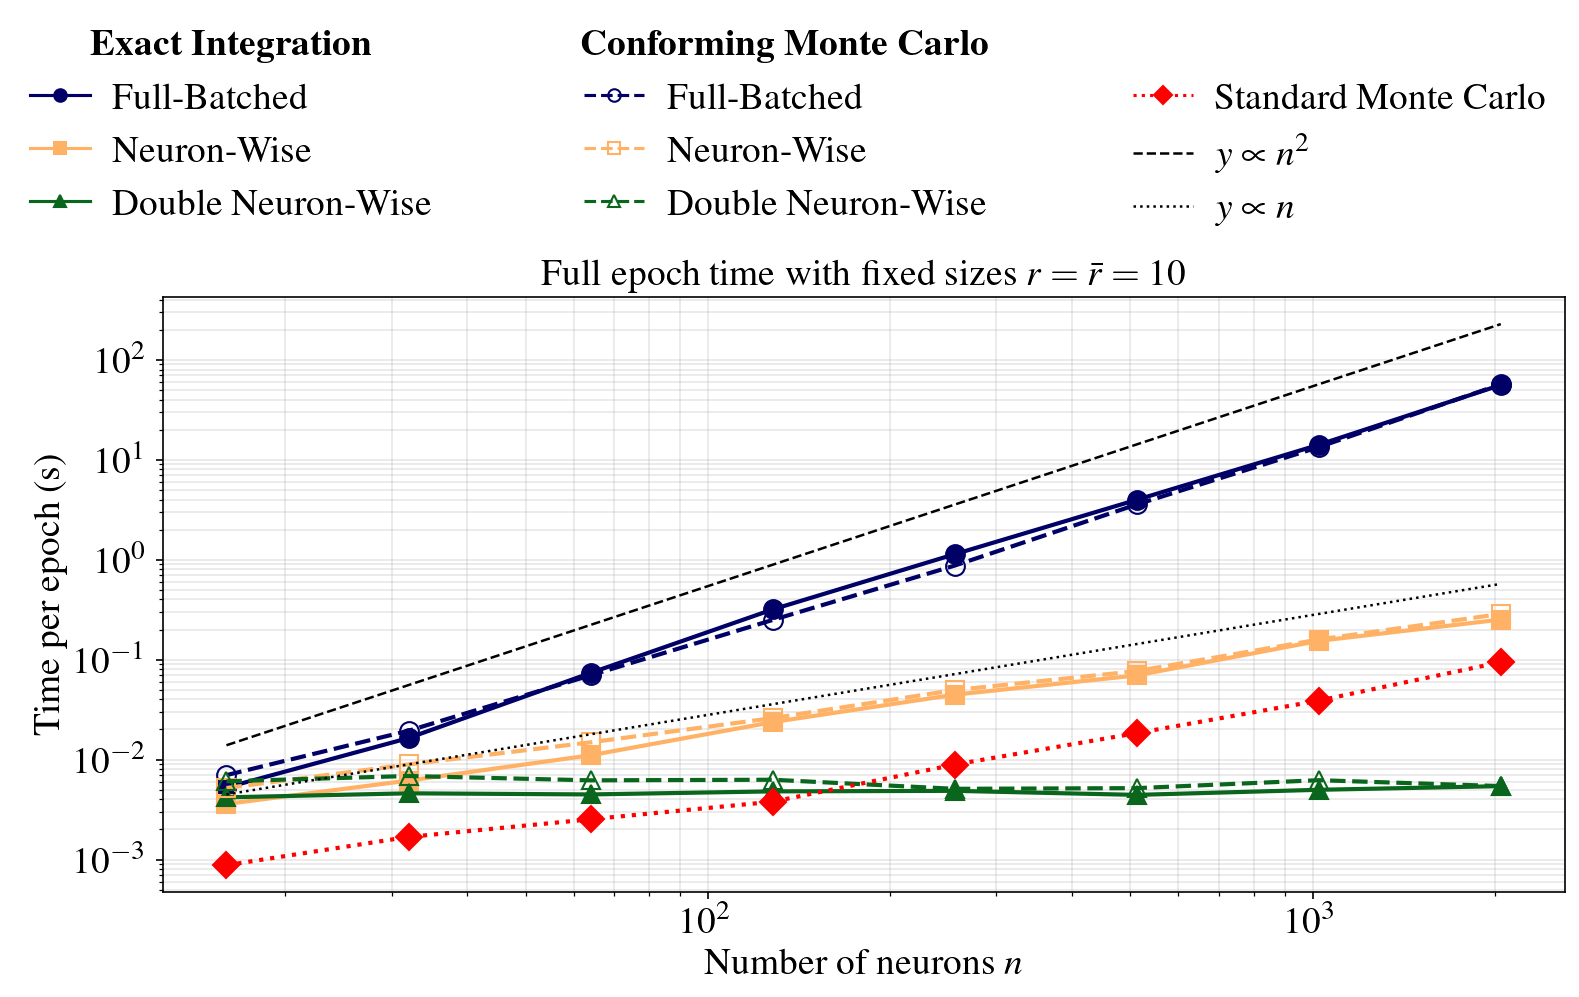 Exact Integration
Full-Batched
Neuron-Wise
Double Neuron-Wise
Conforming Monte Carlo
Full-Batched
Neuron-Wise
Double Neuron-Wise
Standard Monte Carlo
y ∝ n²
y ∝ n
Full epoch time with fixed sizes r = r̄ = 10
Time per epoch (s)
10²
10¹
10⁰
10⁻¹
10⁻²
10⁻³
10²
10³
Number of neurons n